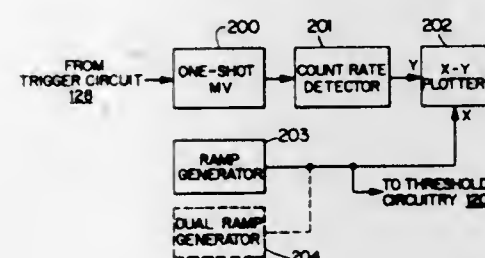 200
201
202
FROM
TRIGGER CIRCUIT
128
ONE-SHOT
MV
COUNT RATE
DETECTOR
Y
X-Y
PLOTTER
X
203
RAMP
GENERATOR
TO THRESHOLD
CIRCUITRY 120
DUAL RAMP
GENERATOR
204